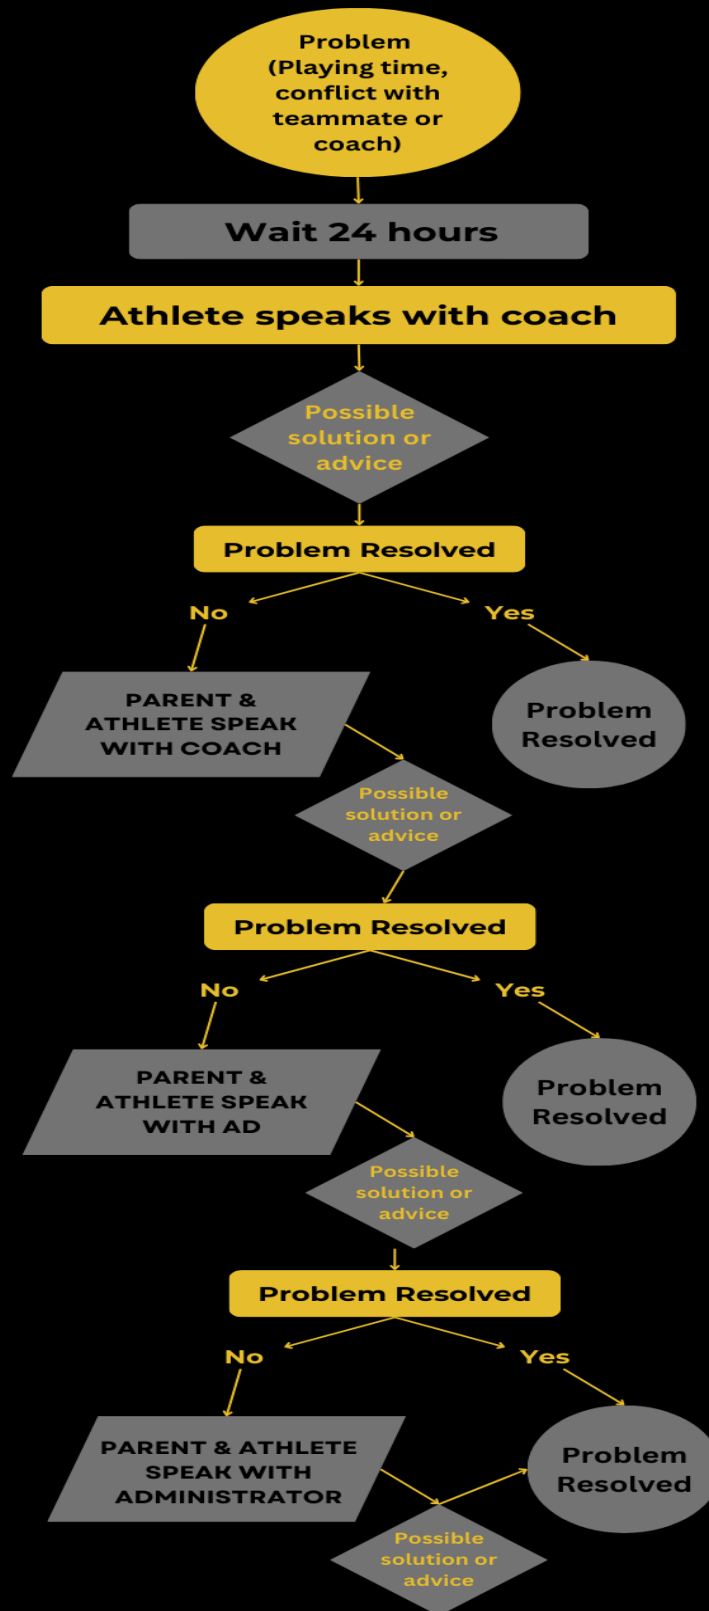 Problem
(Playing time,
conflict with
teammate or
coach)
Wait 24 hours
Athlete speaks with coach
Possible
solution or
advice
Problem Resolved
No
Yes
PARENT &
ATHLETE SPEAK
WITH COACH
Problem
Resolved
Possible
solution or
advice
Problem Resolved
No
Yes
PARENT &
ATHLETE SPEAK
WITH AD
Problem
Resolved
Possible
solution or
advice
Problem Resolved
No
Yes
PARENT & ATHLETE
SPEAK WITH
ADMINISTRATOR
Problem
Resolved
Possible
solution or
advice